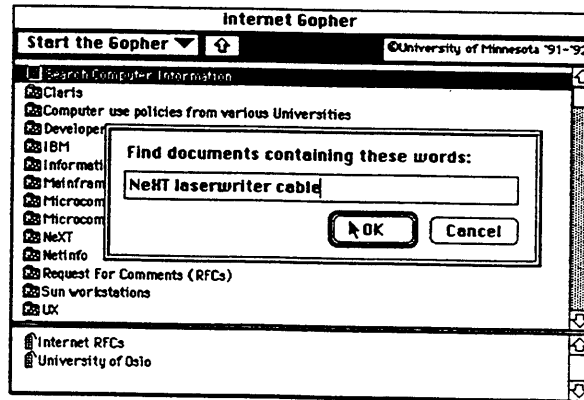 Internet Gopher
Start the Gopher
©University of Minnesota '91-'92
Search Computer Information
Claris
Computer use policies from various Universities
Developer
IBM
Informati
Mainfram
Microcom
Microcom
NeXT
NetInfo
Request For Comments (RFCs)
Sun workstations
UX
Find documents containing these words:
NeXT laserwriter cable
OK
Cancel
Internet RFCs
University of Oslo